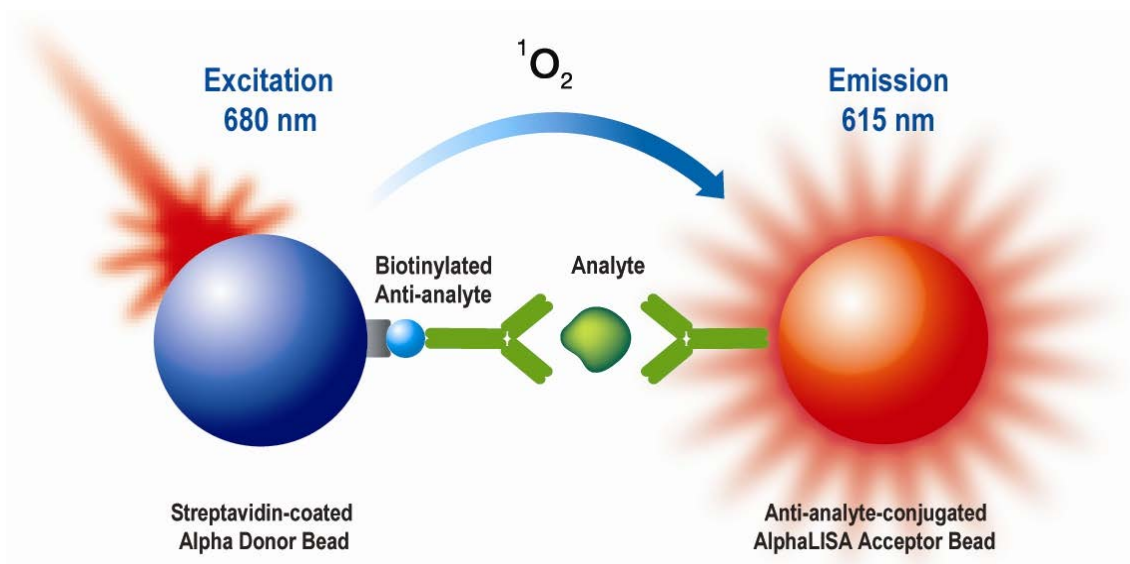 ¹O₂
Excitation
680 nm
Emission
615 nm
Biotinylated
Anti-analyte
Analyte
Streptavidin-coated
Alpha Donor Bead
Anti-analyte-conjugated
AlphaLISA Acceptor Bead